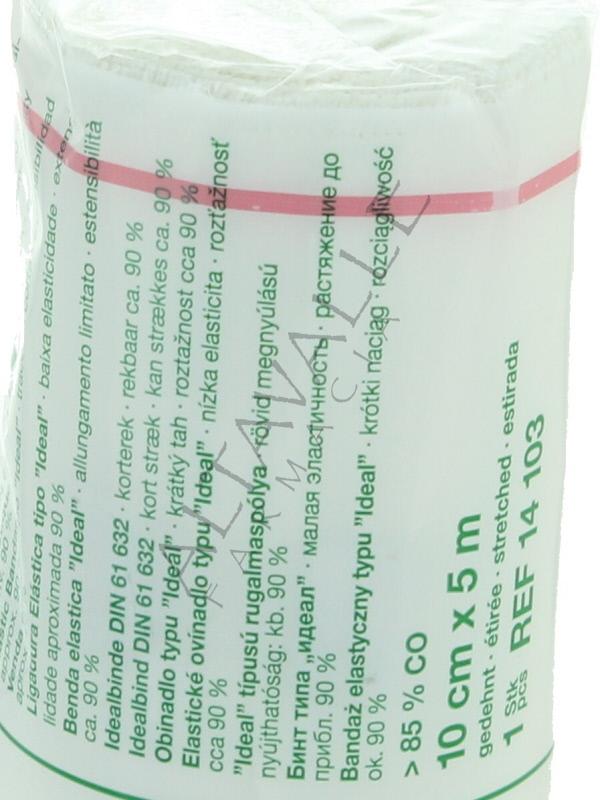 Ligadura Elástica tipo "Ideal" · baixa elasticidade · exten
lidade aproximada 90 %
Benda elastica "Ideal" · allungamento limitato · estensibilità
ca. 90 %
Idealbinde DIN 61 632 · korterek · rekbaar ca. 90 %
Idealbind DIN 61 632 · kort stræk · kan strækkes ca. 90 %
Obinadlo typu "Ideal" · krátký tah · roztažnost cca 90 %
Elastické ovínadlo typu "Ideal" · nízka elasticita · rozťažnosť
cca 90 %
"Ideal" típusú rugalmaspólya · rövid megnyúlású
nyújthatóság: kb. 90 %
Бинт типа „идеал" · малая эластичность · растяжение до
прибл. 90 %
Bandaż elastyczny typu "Ideal" · krótki naciąg · rozciągliwość
ok. 90 %
> 85 % CO
10 cm x 5 m
gedehnt · étirée · stretched · estirada
1 Stk
pcs REF 14 103
ALTAVALLE
FARMACIA